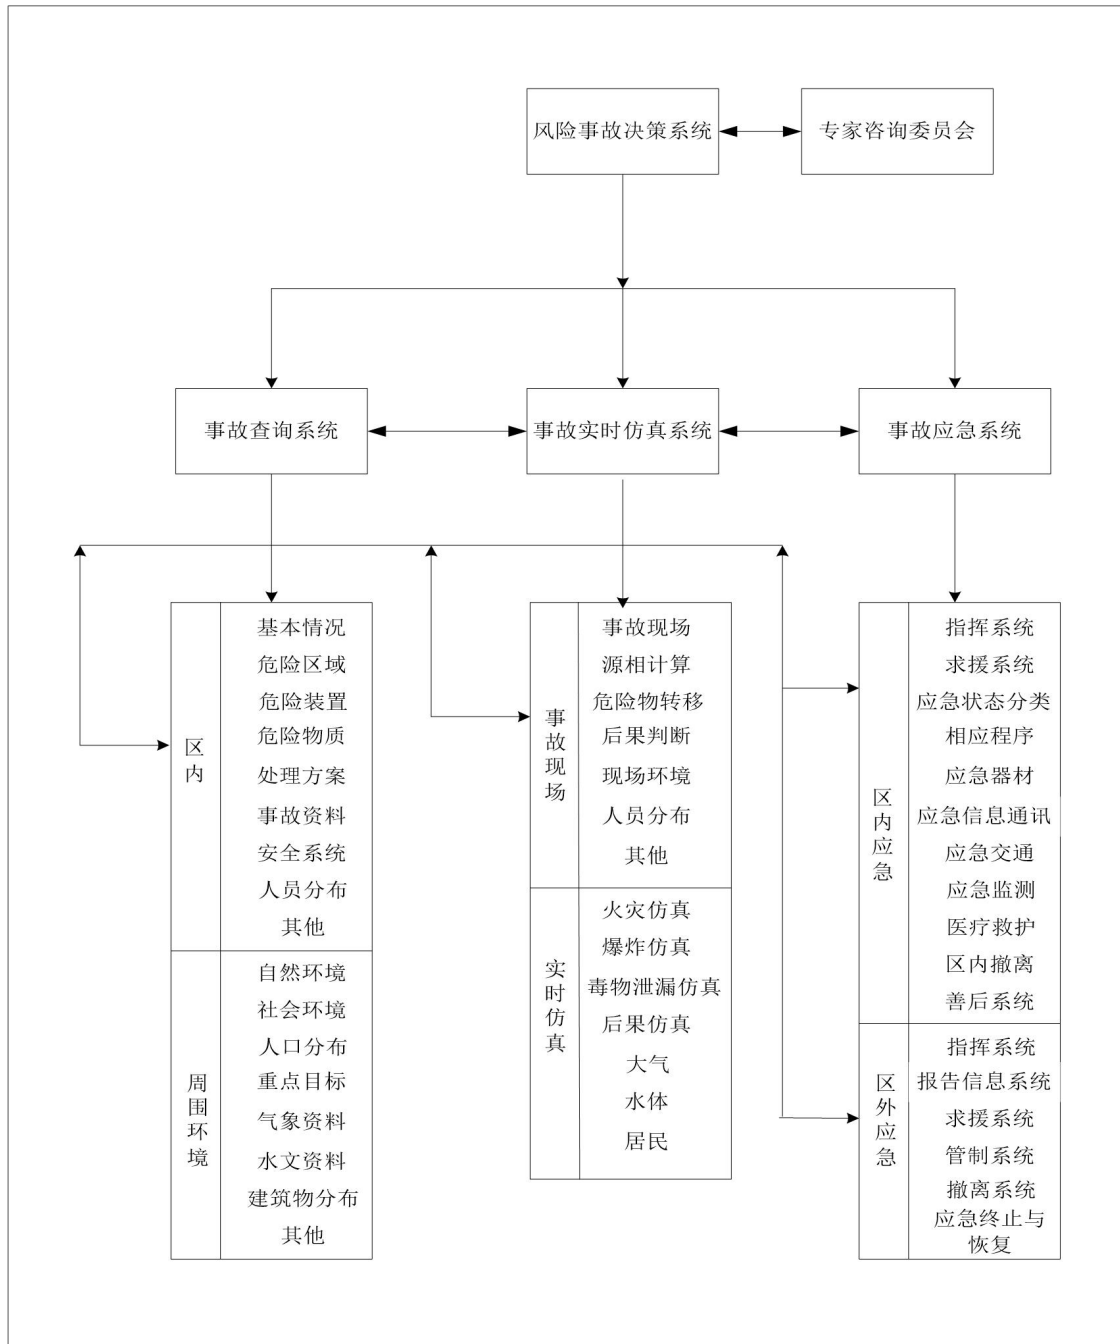 风险事故决策系统
专家咨询委员会
事故查询系统
事故实时仿真系统
事故应急系统
区内
基本情况
危险区域
危险装置
危险物质
处理方案
事故资料
安全系统
人员分布
其他
周围环境
自然环境
社会环境
人口分布
重点目标
气象资料
水文资料
建筑物分布
其他
事故现场
事故现场
源相计算
危险物转移
后果判断
现场环境
人员分布
其他
实时仿真
火灾仿真
爆炸仿真
毒物泄漏仿真
后果仿真
大气
水体
居民
区内应急
指挥系统
求援系统
应急状态分类
相应程序
应急器材
应急信息通讯
应急交通
应急监测
医疗救护
区内撤离
善后系统
区外应急
指挥系统
报告信息系统
求援系统
管制系统
撤离系统
应急终止与
恢复